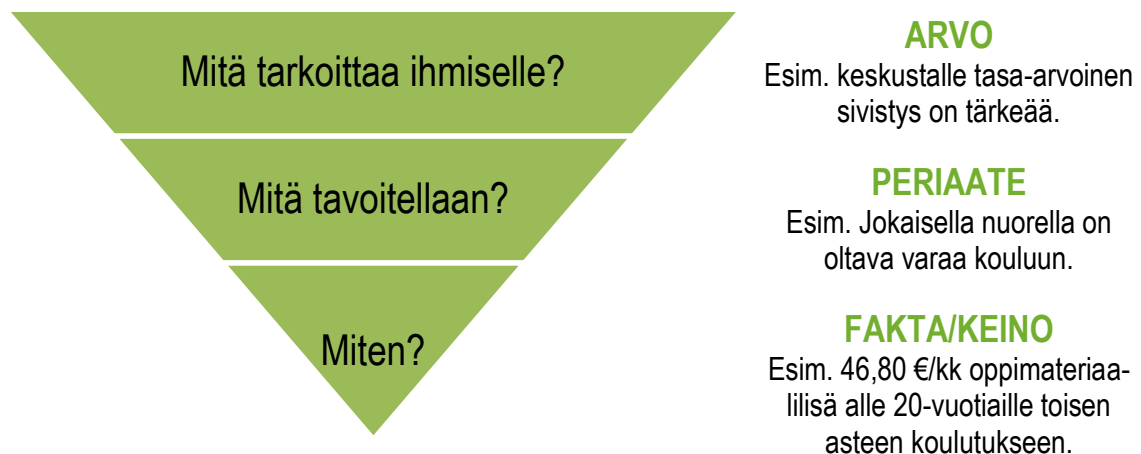 Mitä tarkoittaa ihmiselle?
ARVO
Esim. keskustalle tasa-arvoinen
sivistys on tärkeää.
Mitä tavoitellaan?
PERIAATE
Esim. Jokaisella nuorella on
oltava varaa kouluun.
Miten?
FAKTA/KEINO
Esim. 46,80 €/kk oppimateriaa-
lilisä alle 20-vuotiaille toisen
asteen koulutukseen.